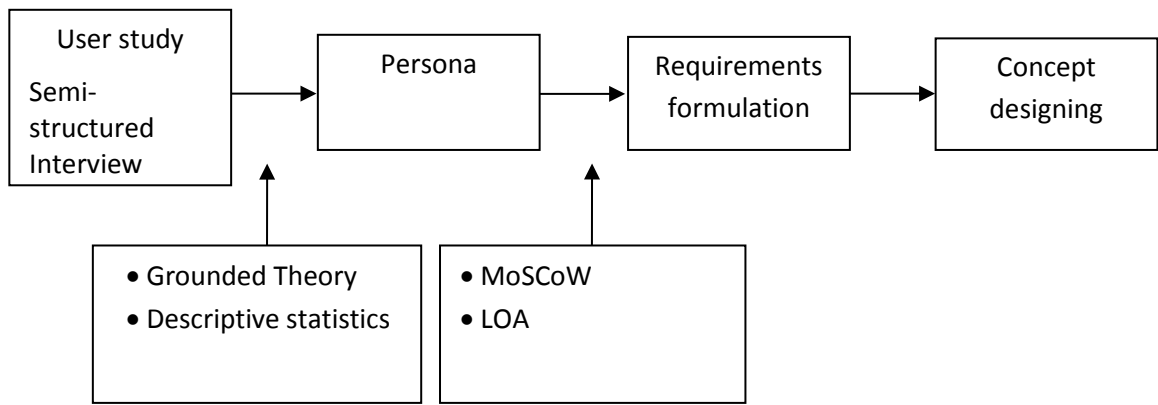 User study
Semi-
structured
Interview
Persona
Requirements
formulation
Concept
designing
• Grounded Theory
• Descriptive statistics
• MoSCoW
• LOA